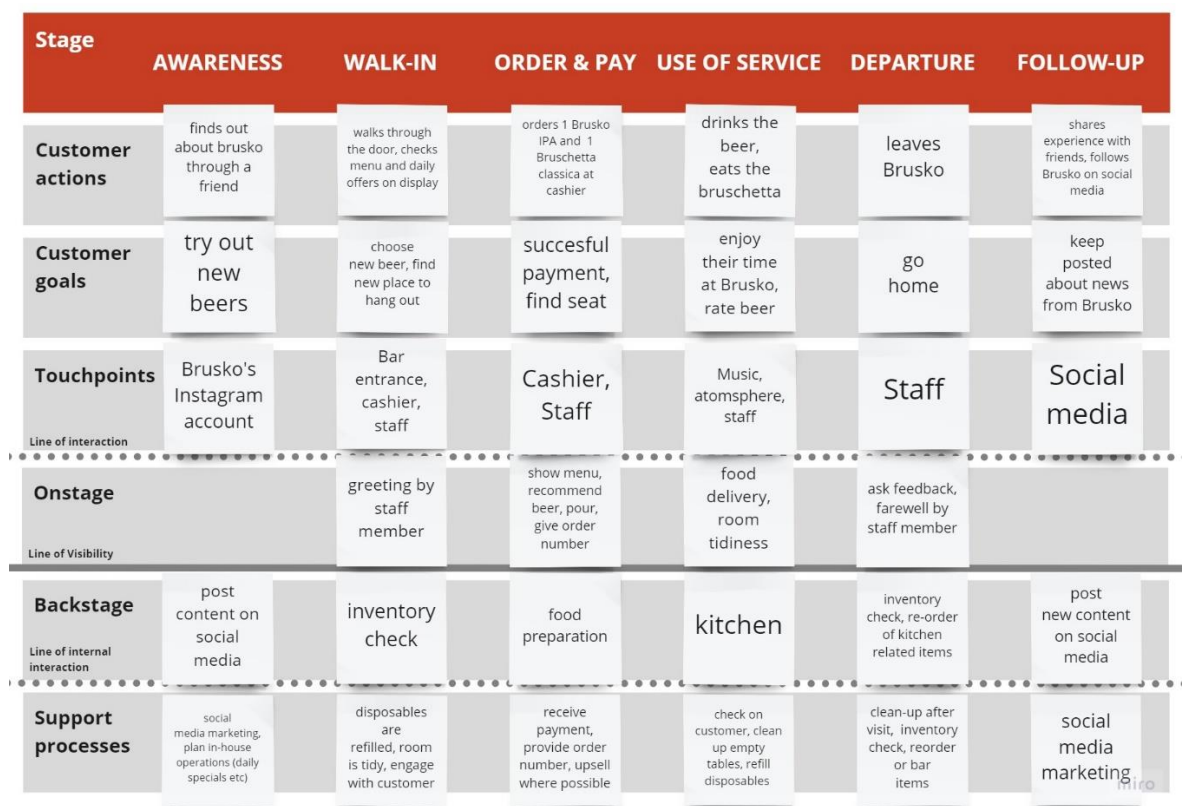 Stage
AWARENESS
WALK-IN
ORDER & PAY
USE OF SERVICE
DEPARTURE
FOLLOW-UP
Customer
actions
finds out
about brusko
through a
friend
walks through
the door, checks
menu and daily
offers on display
orders 1 Brusko
IPA and 1
Bruschetta
classica at
cashier
drinks the
beer,
eats the
bruschetta
leaves
Brusko
shares
experience with
friends, follows
Brusko on social
media
Customer
goals
try out
new
beers
choose
new beer, find
new place to
hang out
succesful
payment,
find seat
enjoy
their time
at Brusko,
rate beer
go
home
keep
posted
about news
from Brusko
Touchpoints
Brusko's
Instagram
account
Bar
entrance,
cashier,
staff
Cashier,
Staff
Music,
atomsphere,
staff
Staff
Social
media
Line of interaction
Onstage
greeting by
staff
member
show menu,
recommend
beer, pour,
give order
number
food
delivery,
room
tidiness
ask feedback,
farewell by
staff member
Line of Visibility
Backstage
post
content on
social
media
inventory
check
food
preparation
kitchen
inventory
check, re-order
of kitchen
related items
post
new content
on social
media
Line of internal
interaction
Support
processes
social
media marketing,
plan in-house
operations (daily
specials etc)
disposables
are
refilled, room
is tidy, engage
with customer
receive
payment,
provide order
number, upsell
where possible
check on
customer, clean
up empty
tables, refill
disposables
clean-up after
visit, inventory
check, reorder
or bar
items
social
media
marketing
miro